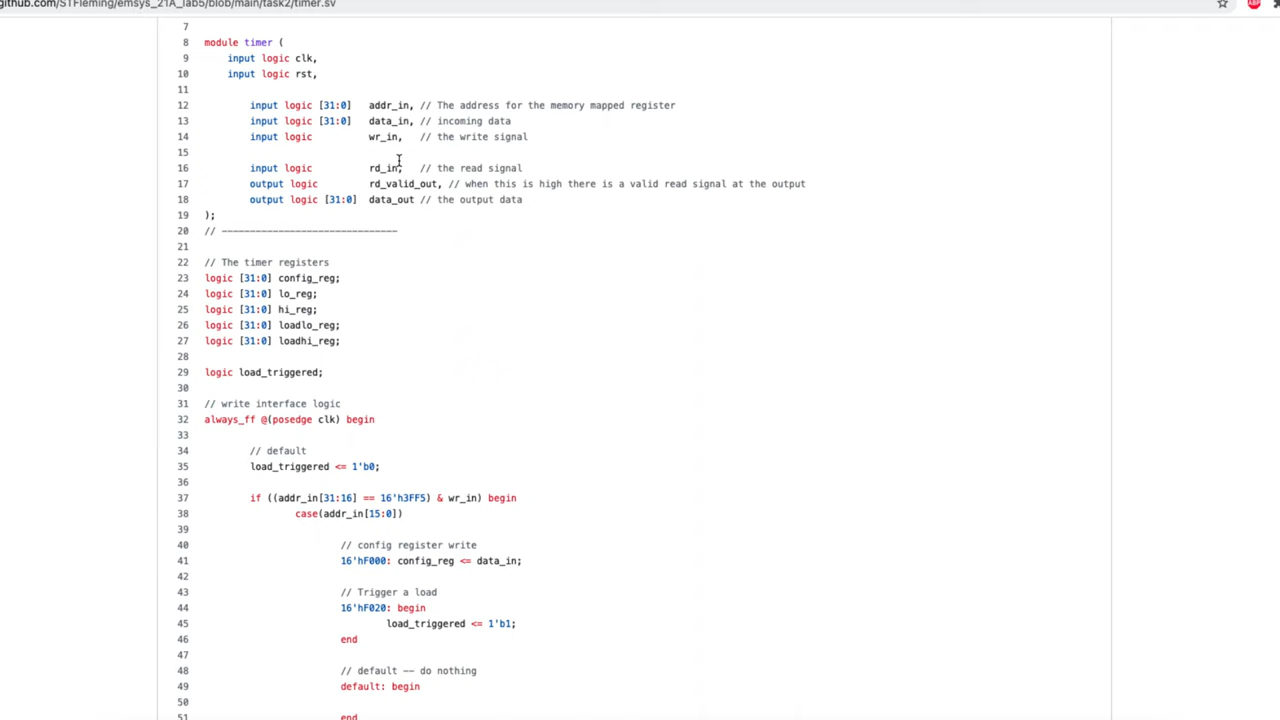 github.com/STFleming/emsys_21A_lab5/blob/main/task2/timer.sv
7
8 module timer (
9 input logic clk,
10 input logic rst,
11
12 input logic [31:0] addr_in, // The address for the memory mapped register
13 input logic [31:0] data_in, // incoming data
14 input logic wr_in, // the write signal
15
16 input logic rd_in, // the read signal
17 output logic rd_valid_out, // when this is high there is a valid read signal at the output
18 output logic [31:0] data_out // the output data
19 );
20 // -------------------------------
21
22 // The timer registers
23 logic [31:0] config_reg;
24 logic [31:0] lo_reg;
25 logic [31:0] hi_reg;
26 logic [31:0] loadlo_reg;
27 logic [31:0] loadhi_reg;
28
29 logic load_triggered;
30
31 // write interface logic
32 always_ff @(posedge clk) begin
33
34 // default
35 load_triggered <= 1'b0;
36
37 if ((addr_in[31:16] == 16'h3FF5) & wr_in) begin
38 case(addr_in[15:0])
39
40 // config register write
41 16'hF000: config_reg <= data_in;
42
43 // Trigger a load
44 16'hF020: begin
45 load_triggered <= 1'b1;
46 end
47
48 // default -- do nothing
49 default: begin
50
51 end